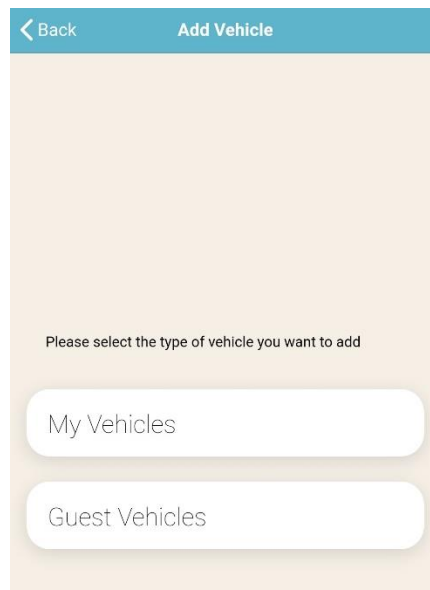 Back Add Vehicle
Please select the type of vehicle you want to add
My Vehicles
Guest Vehicles